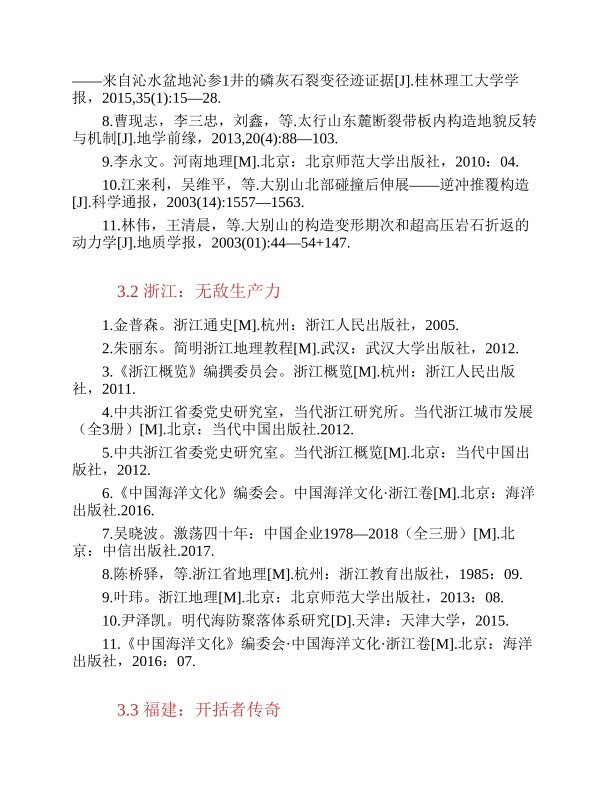 ——来自沁水盆地沁参1井的磷灰石裂变径迹证据[J].桂林理工大学学
报，2015,35(1):15—28.
8.曹现志，李三忠，刘鑫，等.太行山东麓断裂带板内构造地貌反转
与机制[J].地学前缘，2013,20(4):88—103.
9.李永文。河南地理[M].北京：北京师范大学出版社，2010：04.
10.江来利，吴维平，等.大别山北部碰撞后伸展——逆冲推覆构造
[J].科学通报，2003(14):1557—1563.
11.林伟，王清晨，等.大别山的构造变形期次和超高压岩石折返的
动力学[J].地质学报，2003(01):44—54+147.
3.2 浙江：无敌生产力
1.金普森。浙江通史[M].杭州：浙江人民出版社，2005.
2.朱丽东。简明浙江地理教程[M].武汉：武汉大学出版社，2012.
3.《浙江概览》编撰委员会。浙江概览[M].杭州：浙江人民出版
社，2011.
4.中共浙江省委党史研究室，当代浙江研究所。当代浙江城市发展
（全3册）[M].北京：当代中国出版社.2012.
5.中共浙江省委党史研究室。当代浙江概览[M].北京：当代中国出
版社，2012.
6.《中国海洋文化》编委会。中国海洋文化·浙江卷[M].北京：海洋
出版社.2016.
7.吴晓波。激荡四十年：中国企业1978—2018（全三册）[M].北
京：中信出版社.2017.
8.陈桥驿，等.浙江省地理[M].杭州：浙江教育出版社，1985：09.
9.叶玮。浙江地理[M].北京：北京师范大学出版社，2013：08.
10.尹泽凯。明代海防聚落体系研究[D].天津：天津大学，2015.
11.《中国海洋文化》编委会·中国海洋文化·浙江卷[M].北京：海洋
出版社，2016：07.
3.3 福建：开括者传奇